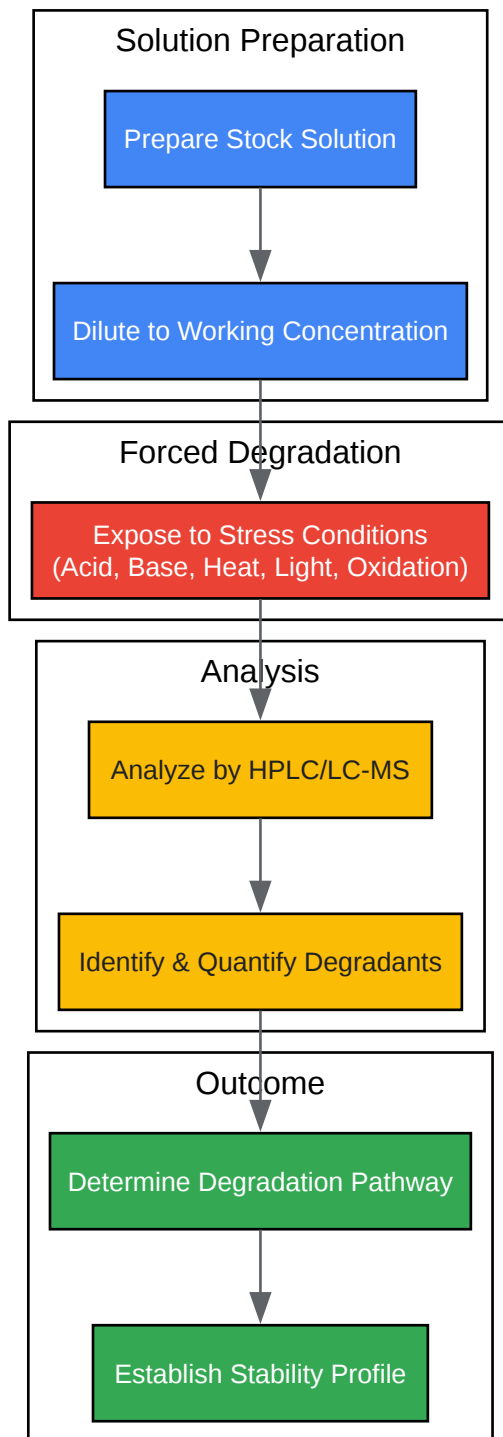 Solution Preparation
Prepare Stock Solution
Dilute to Working Concentration
Forced Degradation
Expose to Stress Conditions
(Acid, Base, Heat, Light, Oxidation)
Analysis
Analyze by HPLC/LC-MS
Identify & Quantify Degradants
Outcome
Determine Degradation Pathway
Establish Stability Profile